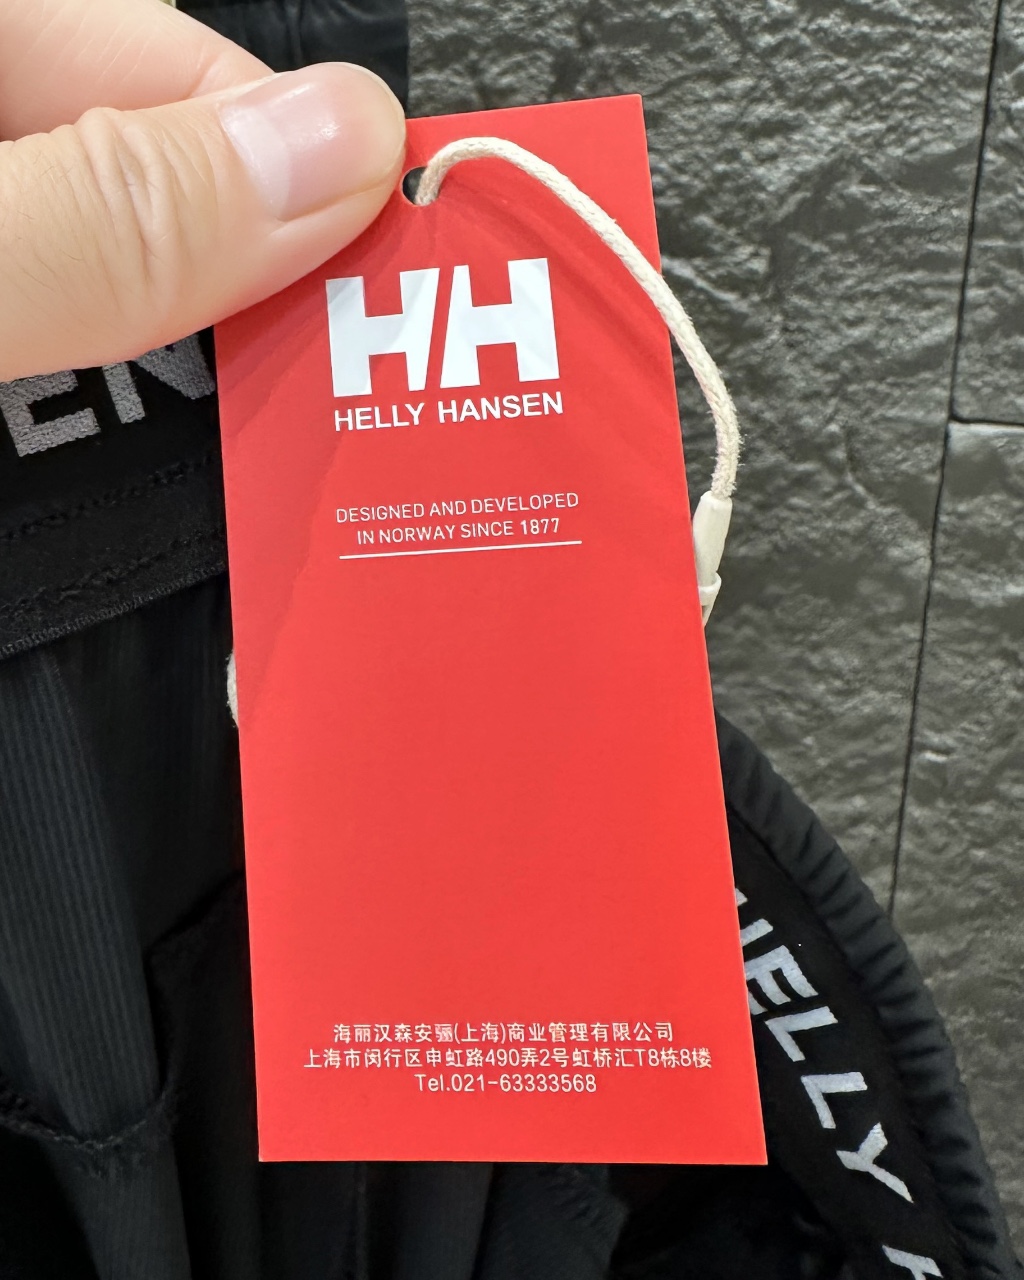 HH
HELLY HANSEN
DESIGNED AND DEVELOPED
IN NORWAY SINCE 1877
海丽汉森安骊(上海)商业管理有限公司
上海市闵行区申虹路490弄2号虹桥汇T8栋8楼
Tel.021-63333568
EN
HELLY H